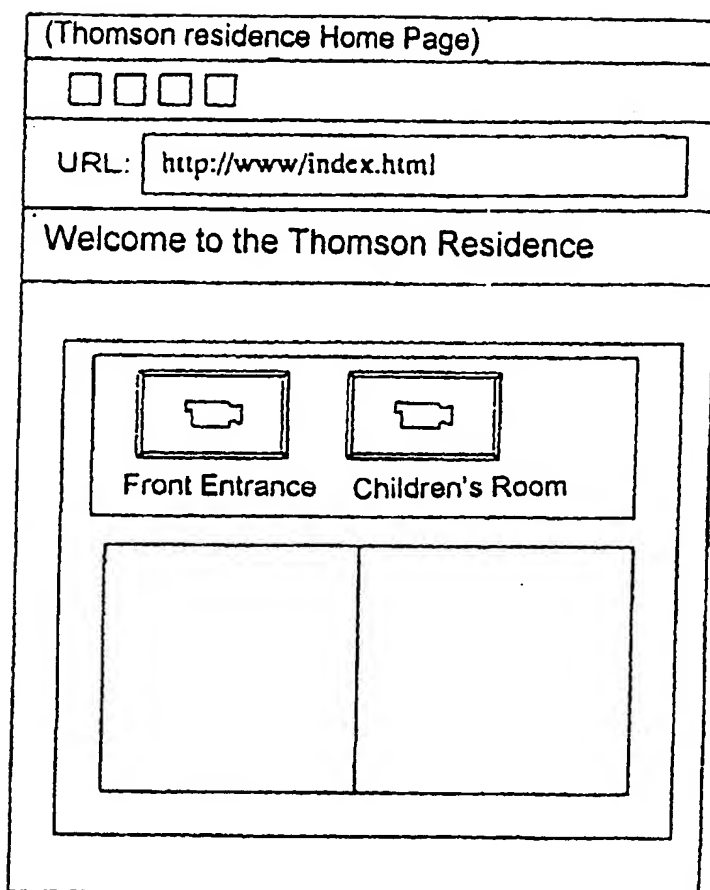 (Thomson residence Home Page)
URL: http://www/index.html
Welcome to the Thomson Residence
Front Entrance Children's Room